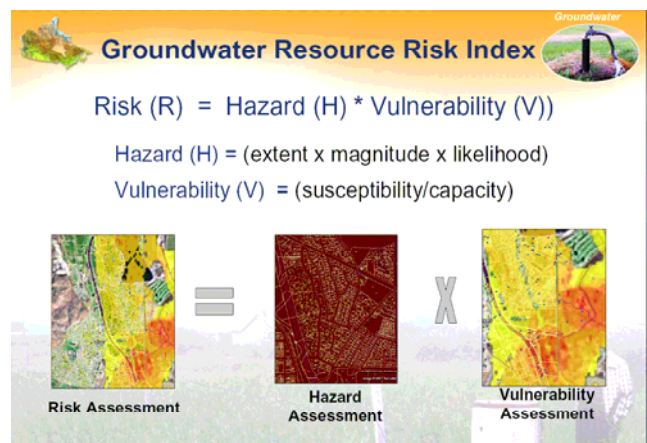 Groundwater
Groundwater Resource Risk Index
Risk (R) = Hazard (H) * Vulnerability (V))
Hazard (H) = (extent x magnitude x likelihood)
Vulnerability (V) = (susceptibility/capacity)
= X
Risk Assessment
Hazard
Assessment
Vulnerability
Assessment